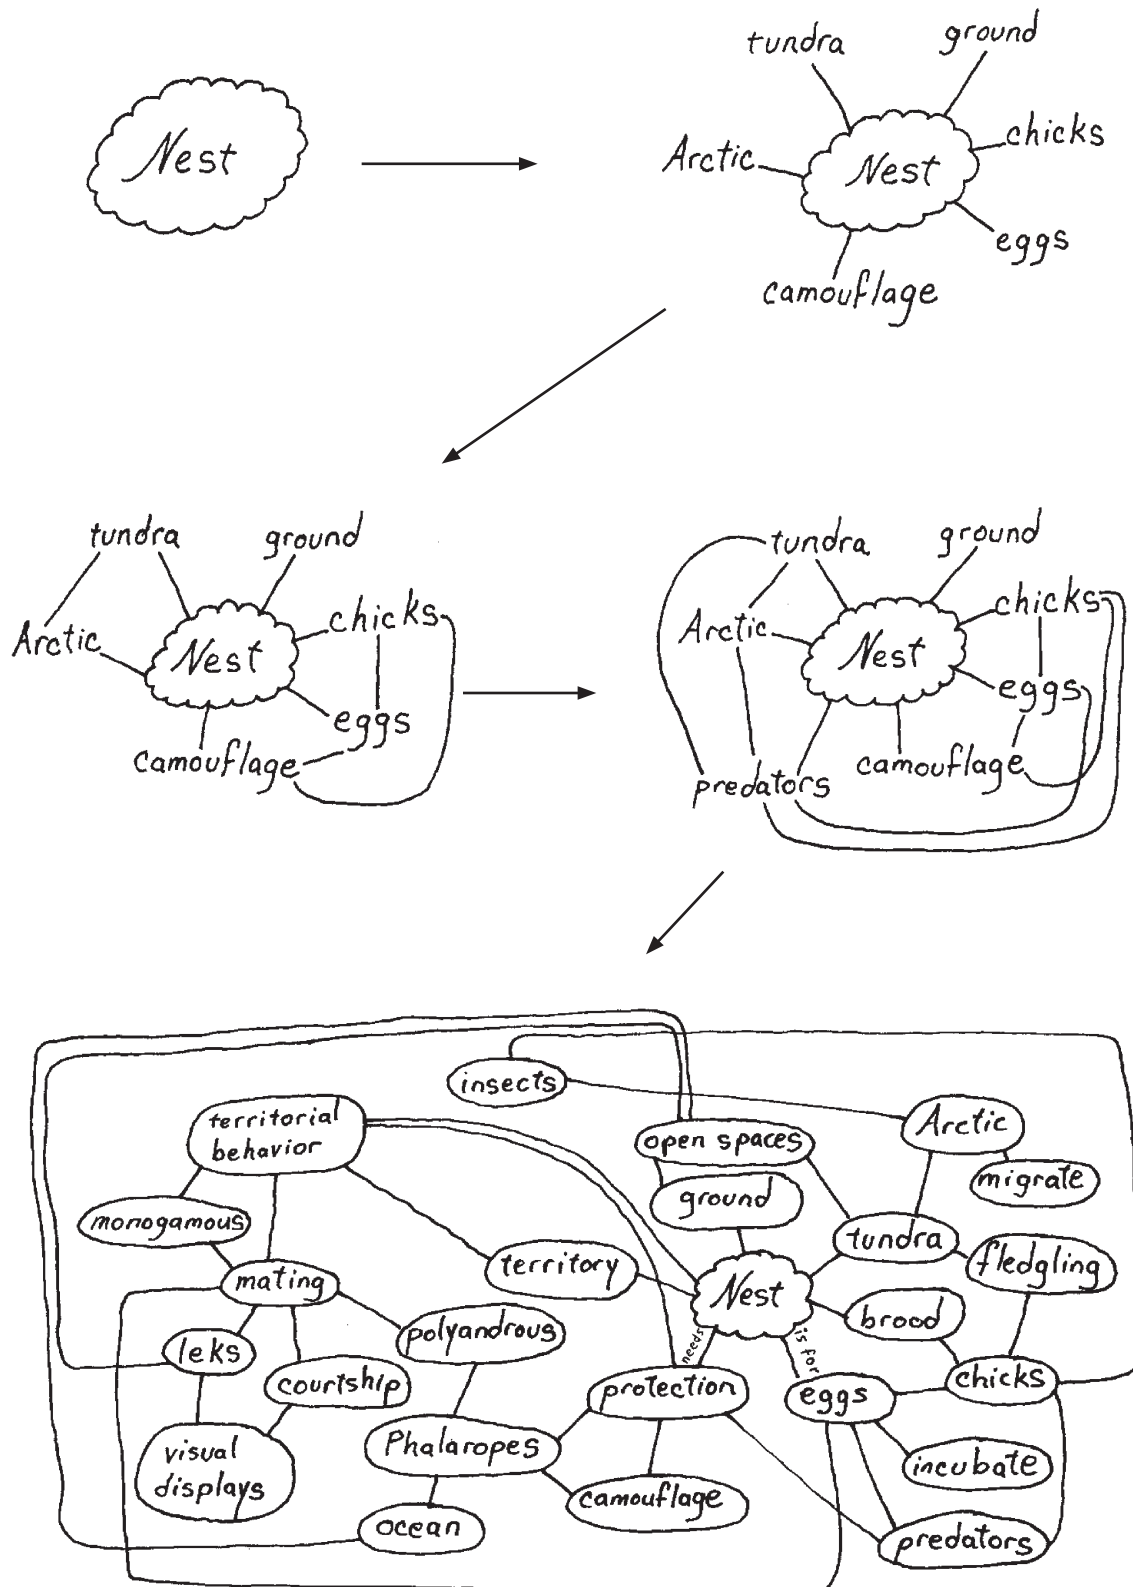 Nest
tundra
ground
chicks
Arctic
Nest
eggs
camouflage
tundra
ground
chicks
Arctic
Nest
eggs
camouflage
tundra
ground
chicks
Arctic
Nest
eggs
camouflage
predators
insects
territorial
behavior
open spaces
Arctic
migrate
ground
monogamous
tundra
fledgling
territory
mating
Nest
brood
polyandrous
needs
is for
leks
courtship
protection
eggs
chicks
Phalaropes
visual
displays
camouflage
incubate
ocean
predators